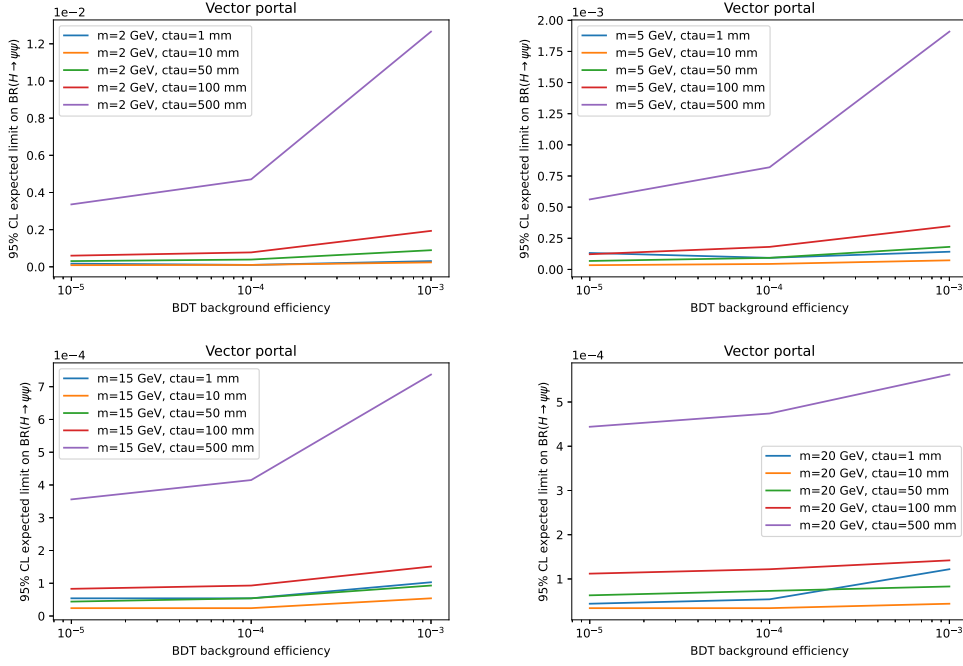 Vector portal
1e−2
m=2 GeV, ctau=1 mm
m=2 GeV, ctau=10 mm
m=2 GeV, ctau=50 mm
m=2 GeV, ctau=100 mm
m=2 GeV, ctau=500 mm
95% CL expected limit on BR(H→ψψ)
1.2
1.0
0.8
0.6
0.4
0.2
0.0
10⁻⁵
10⁻⁴
10⁻³
BDT background efficiency
Vector portal
1e−3
m=5 GeV, ctau=1 mm
m=5 GeV, ctau=10 mm
m=5 GeV, ctau=50 mm
m=5 GeV, ctau=100 mm
m=5 GeV, ctau=500 mm
95% CL expected limit on BR(H→ψψ)
2.00
1.75
1.50
1.25
1.00
0.75
0.50
0.25
0.00
10⁻⁵
10⁻⁴
10⁻³
BDT background efficiency
Vector portal
1e−4
m=15 GeV, ctau=1 mm
m=15 GeV, ctau=10 mm
m=15 GeV, ctau=50 mm
m=15 GeV, ctau=100 mm
m=15 GeV, ctau=500 mm
95% CL expected limit on BR(H→ψψ)
7
6
5
4
3
2
1
0
10⁻⁵
10⁻⁴
10⁻³
BDT background efficiency
Vector portal
1e−4
m=20 GeV, ctau=1 mm
m=20 GeV, ctau=10 mm
m=20 GeV, ctau=50 mm
m=20 GeV, ctau=100 mm
m=20 GeV, ctau=500 mm
95% CL expected limit on BR(H→ψψ)
5
4
3
2
1
10⁻⁵
10⁻⁴
10⁻³
BDT background efficiency